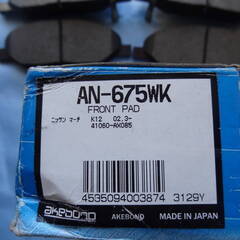 AN-675WK
FRONT PAD
ニッサン マーチ K12 02.3-
41060-AX085
4535094003874 3129Y
akebono AKEBONO MADE IN JAPAN